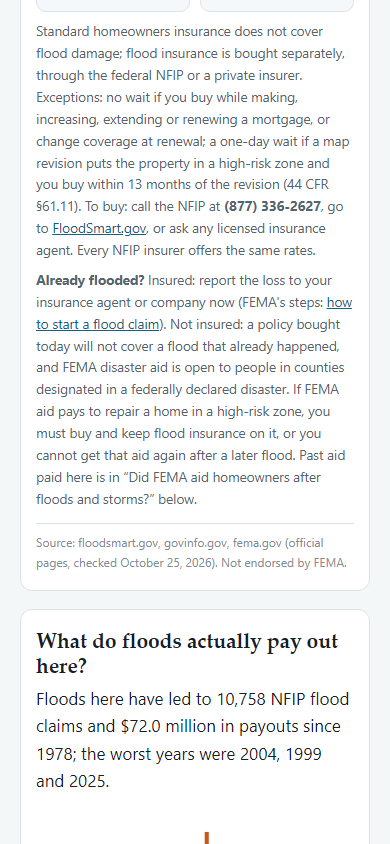 Standard homeowners insurance does not cover
flood damage; flood insurance is bought separately,
through the federal NFIP or a private insurer.
Exceptions: no wait if you buy while making,
increasing, extending or renewing a mortgage, or
change coverage at renewal; a one-day wait if a map
revision puts the property in a high-risk zone and
you buy within 13 months of the revision (44 CFR
§61.11). To buy: call the NFIP at (877) 336-2627, go
to FloodSmart.gov, or ask any licensed insurance
agent. Every NFIP insurer offers the same rates.
Already flooded? Insured: report the loss to your
insurance agent or company now (FEMA's steps: how
to start a flood claim). Not insured: a policy bought
today will not cover a flood that already happened,
and FEMA disaster aid is open to people in counties
designated in a federally declared disaster. If FEMA
aid pays to repair a home in a high-risk zone, you
must buy and keep flood insurance on it, or you
cannot get that aid again after a later flood. Past aid
paid here is in “Did FEMA aid homeowners after
floods and storms?” below.
Source: floodsmart.gov, govinfo.gov, fema.gov (official
pages, checked October 25, 2026). Not endorsed by FEMA.
What do floods actually pay out
here?
Floods here have led to 10,758 NFIP flood
claims and $72.0 million in payouts since
1978; the worst years were 2004, 1999
and 2025.